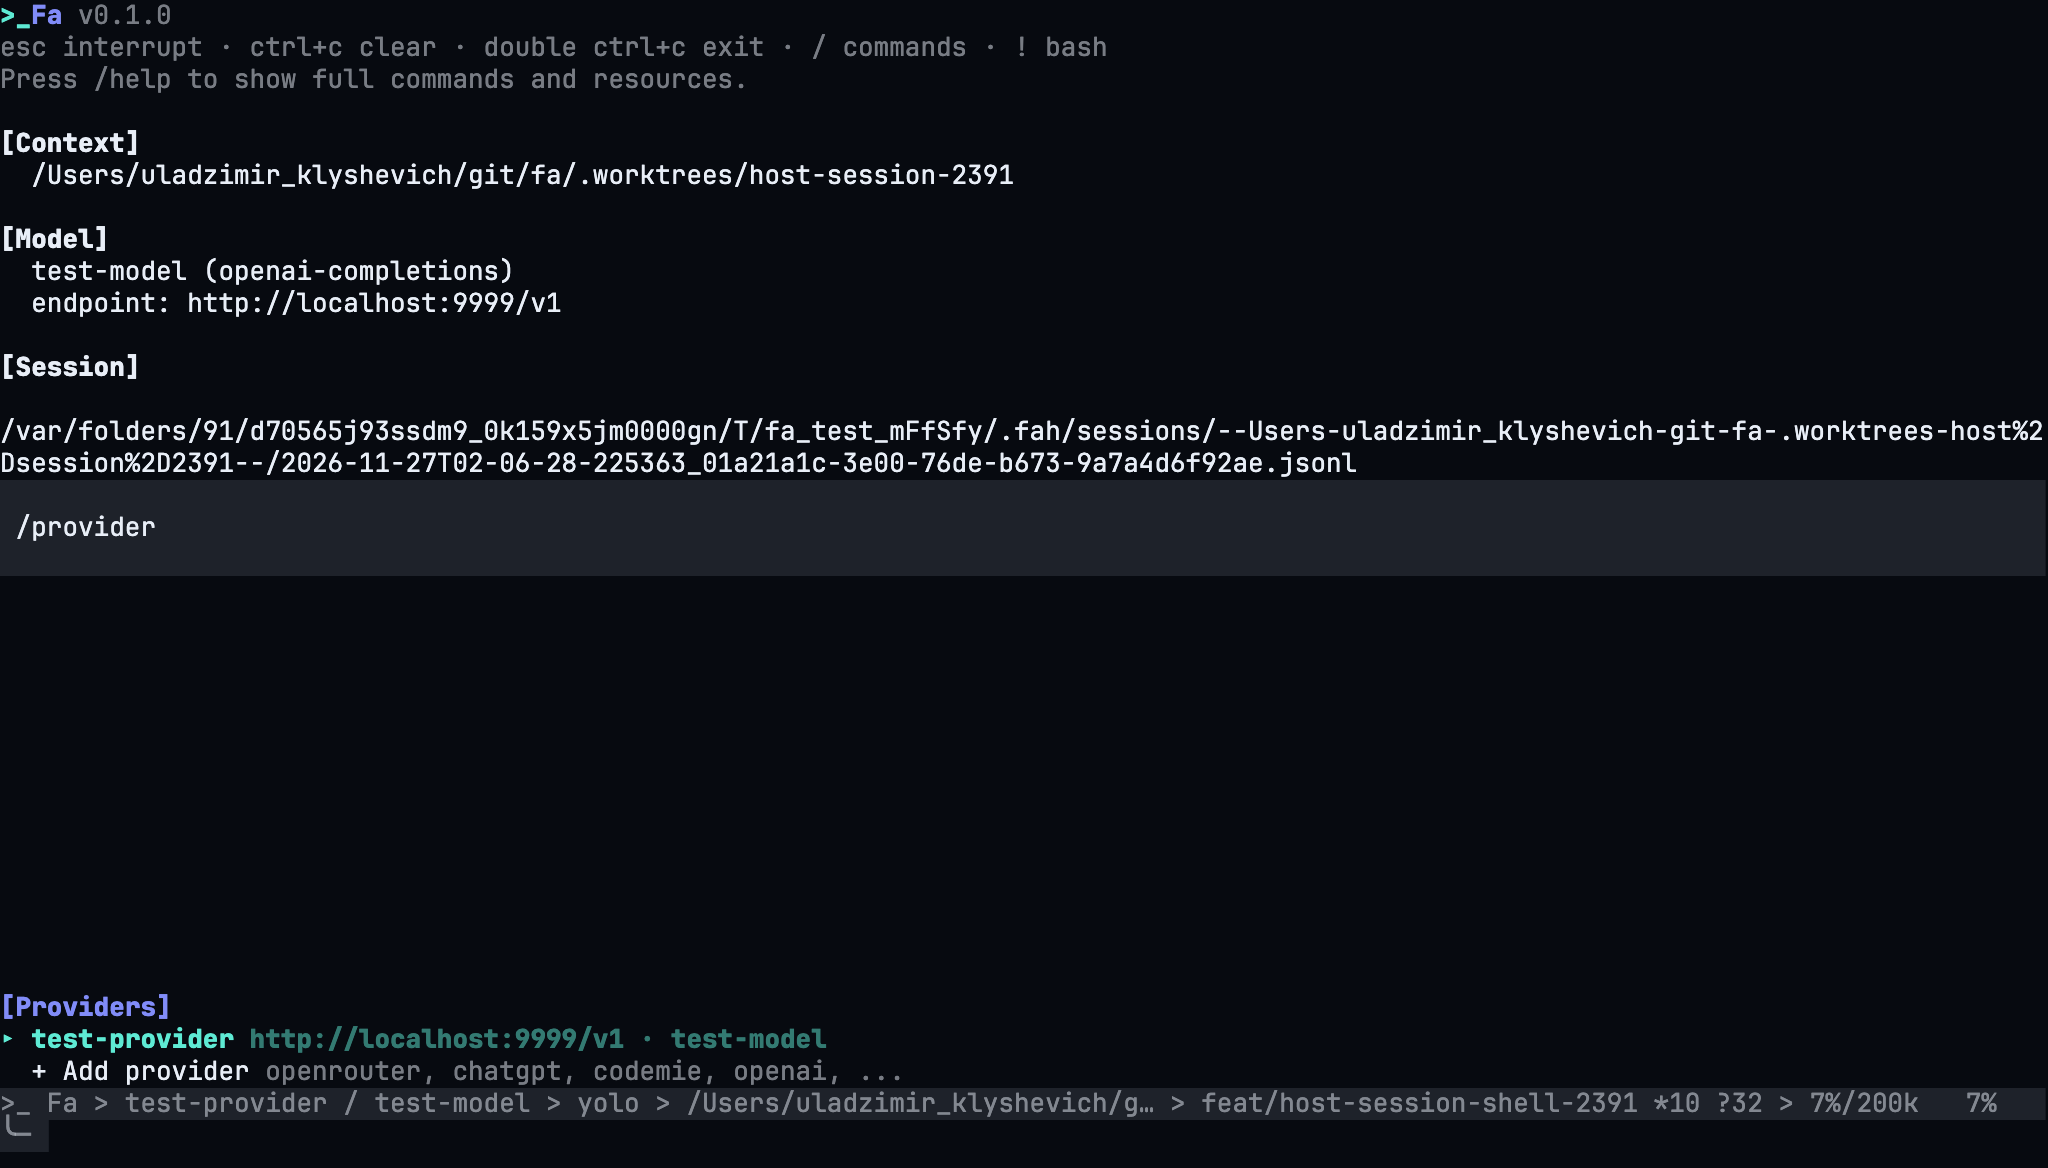 >_Fa v0.1.0
esc interrupt · ctrl+c clear · double ctrl+c exit · / commands · ! bash
Press /help to show full commands and resources.
[Context]
/Users/uladzimir_klyshevich/git/fa/.worktrees/host-session-2391
[Model]
test-model (openai-completions)
endpoint: http://localhost:9999/v1
[Session]
/var/folders/91/d70565j93ssdm9_0k159x5jm0000gn/T/fa_test_mFfSfy/.fah/sessions/--Users-uladzimir_klyshevich-git-fa-.worktrees-host%2
Dsession%2D2391--/2026-11-27T02-06-28-225363_01a21a1c-3e00-76de-b673-9a7a4d6f92ae.jsonl
/provider
[Providers]
▸ test-provider http://localhost:9999/v1 · test-model
+ Add provider openrouter, chatgpt, codemie, openai, ...
>_ Fa > test-provider / test-model > yolo > /Users/uladzimir_klyshevich/g… > feat/host-session-shell-2391 *10 ?32 > 7%/200k 7%